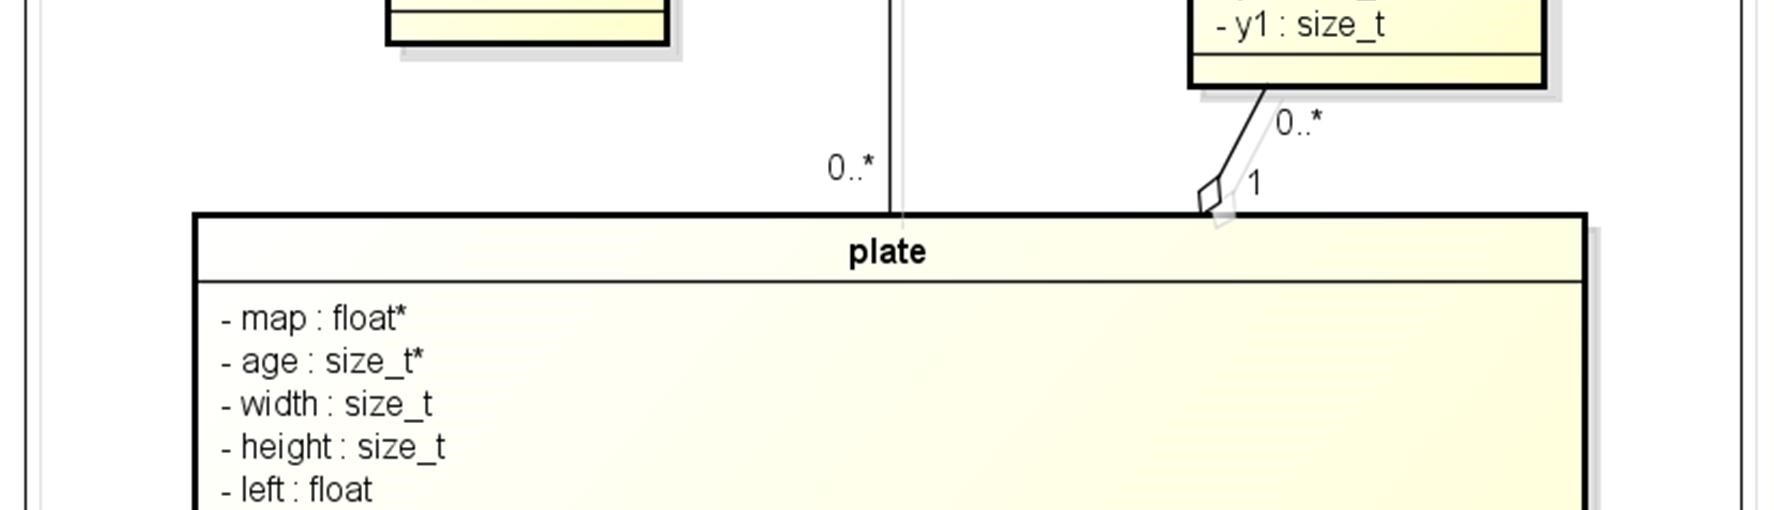 - y1 : size_t
0..*
0..*
1
plate
- map : float*
- age : size_t*
- width : size_t
- height : size_t
- left : float